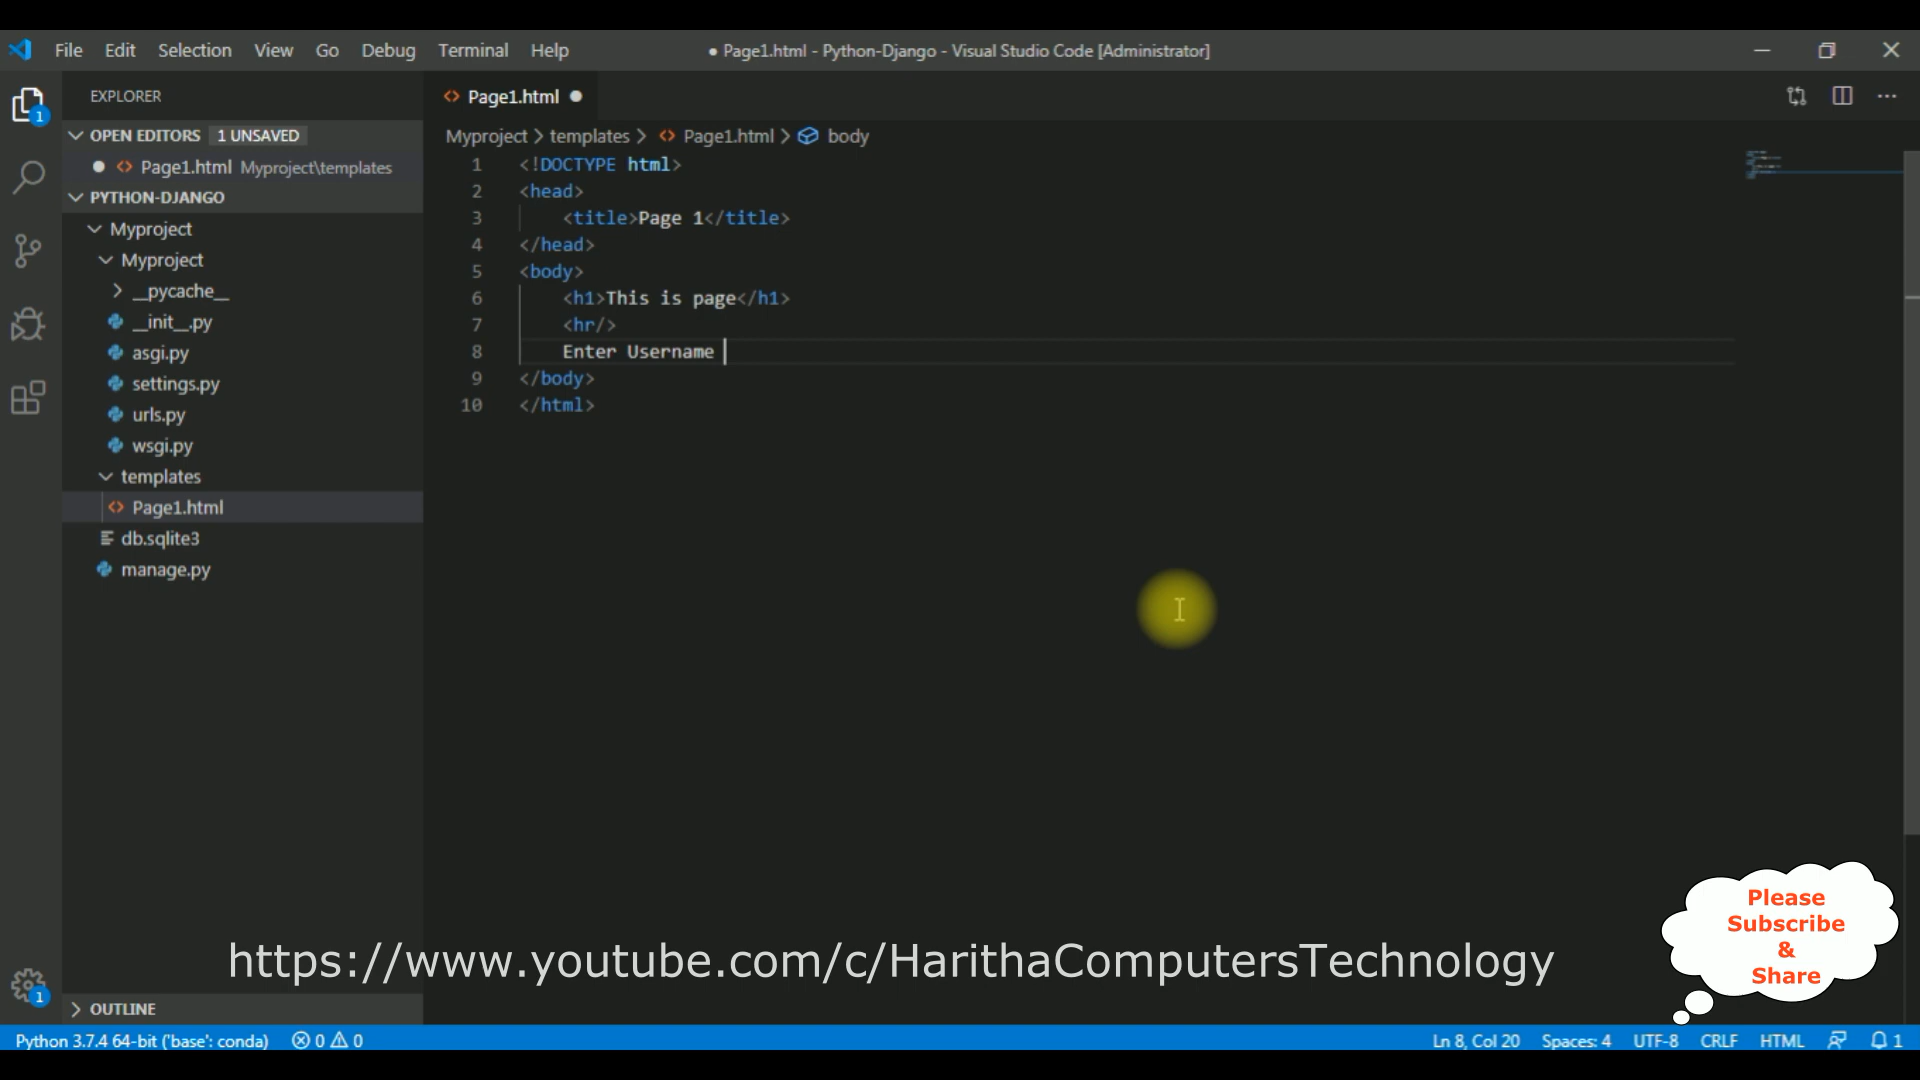 File Edit Selection View Go Debug Terminal Help
● Page1.html - Python-Django - Visual Studio Code [Administrator]
EXPLORER
OPEN EDITORS 1 UNSAVED
Page1.html Myproject\templates
PYTHON-DJANGO
Myproject
Myproject
__pycache__
__init__.py
asgi.py
settings.py
urls.py
wsgi.py
templates
Page1.html
db.sqlite3
manage.py
OUTLINE
1
1
Page1.html
Myproject > templates > Page1.html > body
1 <!DOCTYPE html>
2 <head>
3 <title>Page 1</title>
4 </head>
5 <body>
6 <h1>This is page</h1>
7 <hr/>
8 Enter Username
9 </body>
10 </html>
https://www.youtube.com/c/HarithaComputersTechnology
Please
Subscribe
&
Share
Python 3.7.4 64-bit ('base': conda) 0 0
Ln 8, Col 20 Spaces: 4 UTF-8 CRLF HTML 1